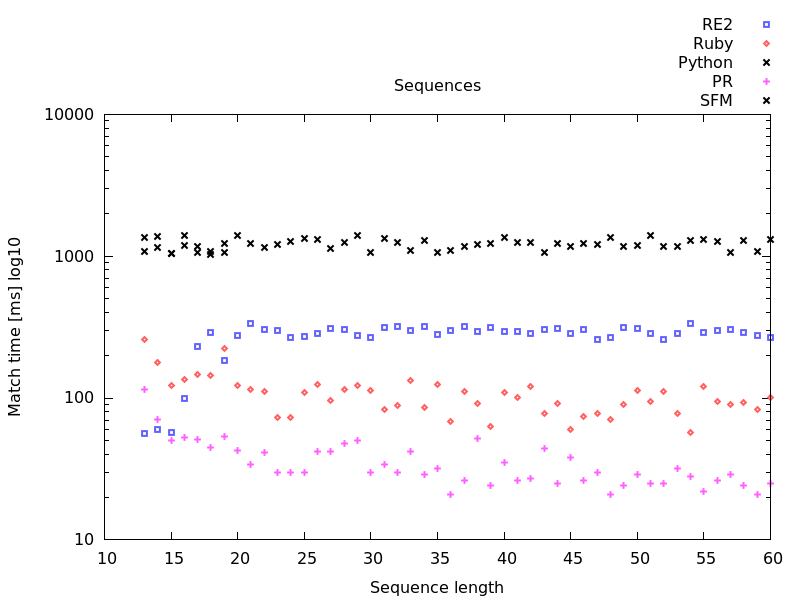 RE2
Ruby
Python
PR
SFM
Sequences
10000
1000
100
10
Match time [ms] log10
10 15 20 25 30 35 40 45 50 55 60
Sequence length